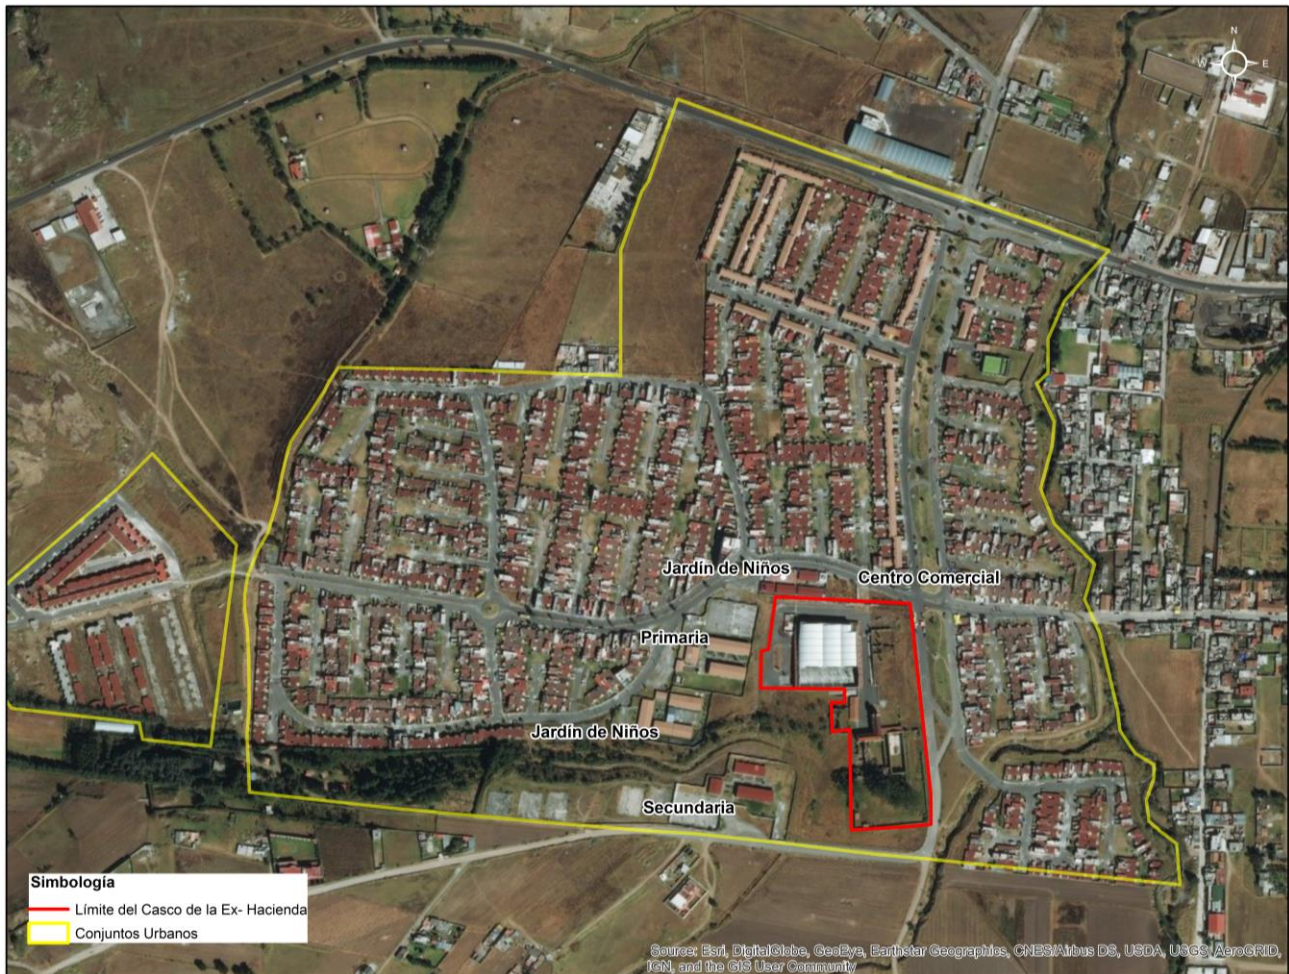 N
W
E
Jardín de Niños
Centro Comercial
Primaria
Jardín de Niños
Secundaria
Simbología
Límite del Casco de la Ex- Hacienda
Conjuntos Urbanos
Source: Esri, DigitalGlobe, GeoEye, Earthstar Geographics, CNES/Airbus DS, USDA, USGS, AeroGRID,
IGN, and the GIS User Community